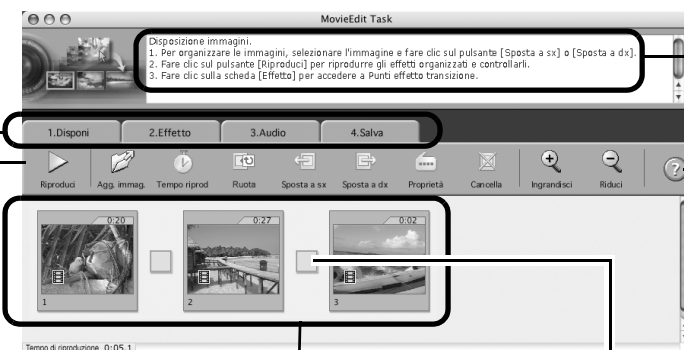 MovieEdit Task
Disposizione immagini.
1. Per organizzare le immagini, selezionare l'immagine e fare clic sul pulsante [Sposta a sx] o [Sposta a dx].
2. Fare clic sul pulsante [Riproduci] per riprodurre gli effetti organizzati e controllarli.
3. Fare clic sulla scheda [Effetto] per accedere a Punti effetto transizione.
1.Disponi 2.Effetto 3.Audio 4.Salva
Riproduci Agg. immag. Tempo riprod Ruota Sposta a sx Sposta a dx Proprietà Cancella Ingrandisci Riduci ?
0:20 0:27 0:02
1 2 3
Tempo di riproduzione 0:05.1